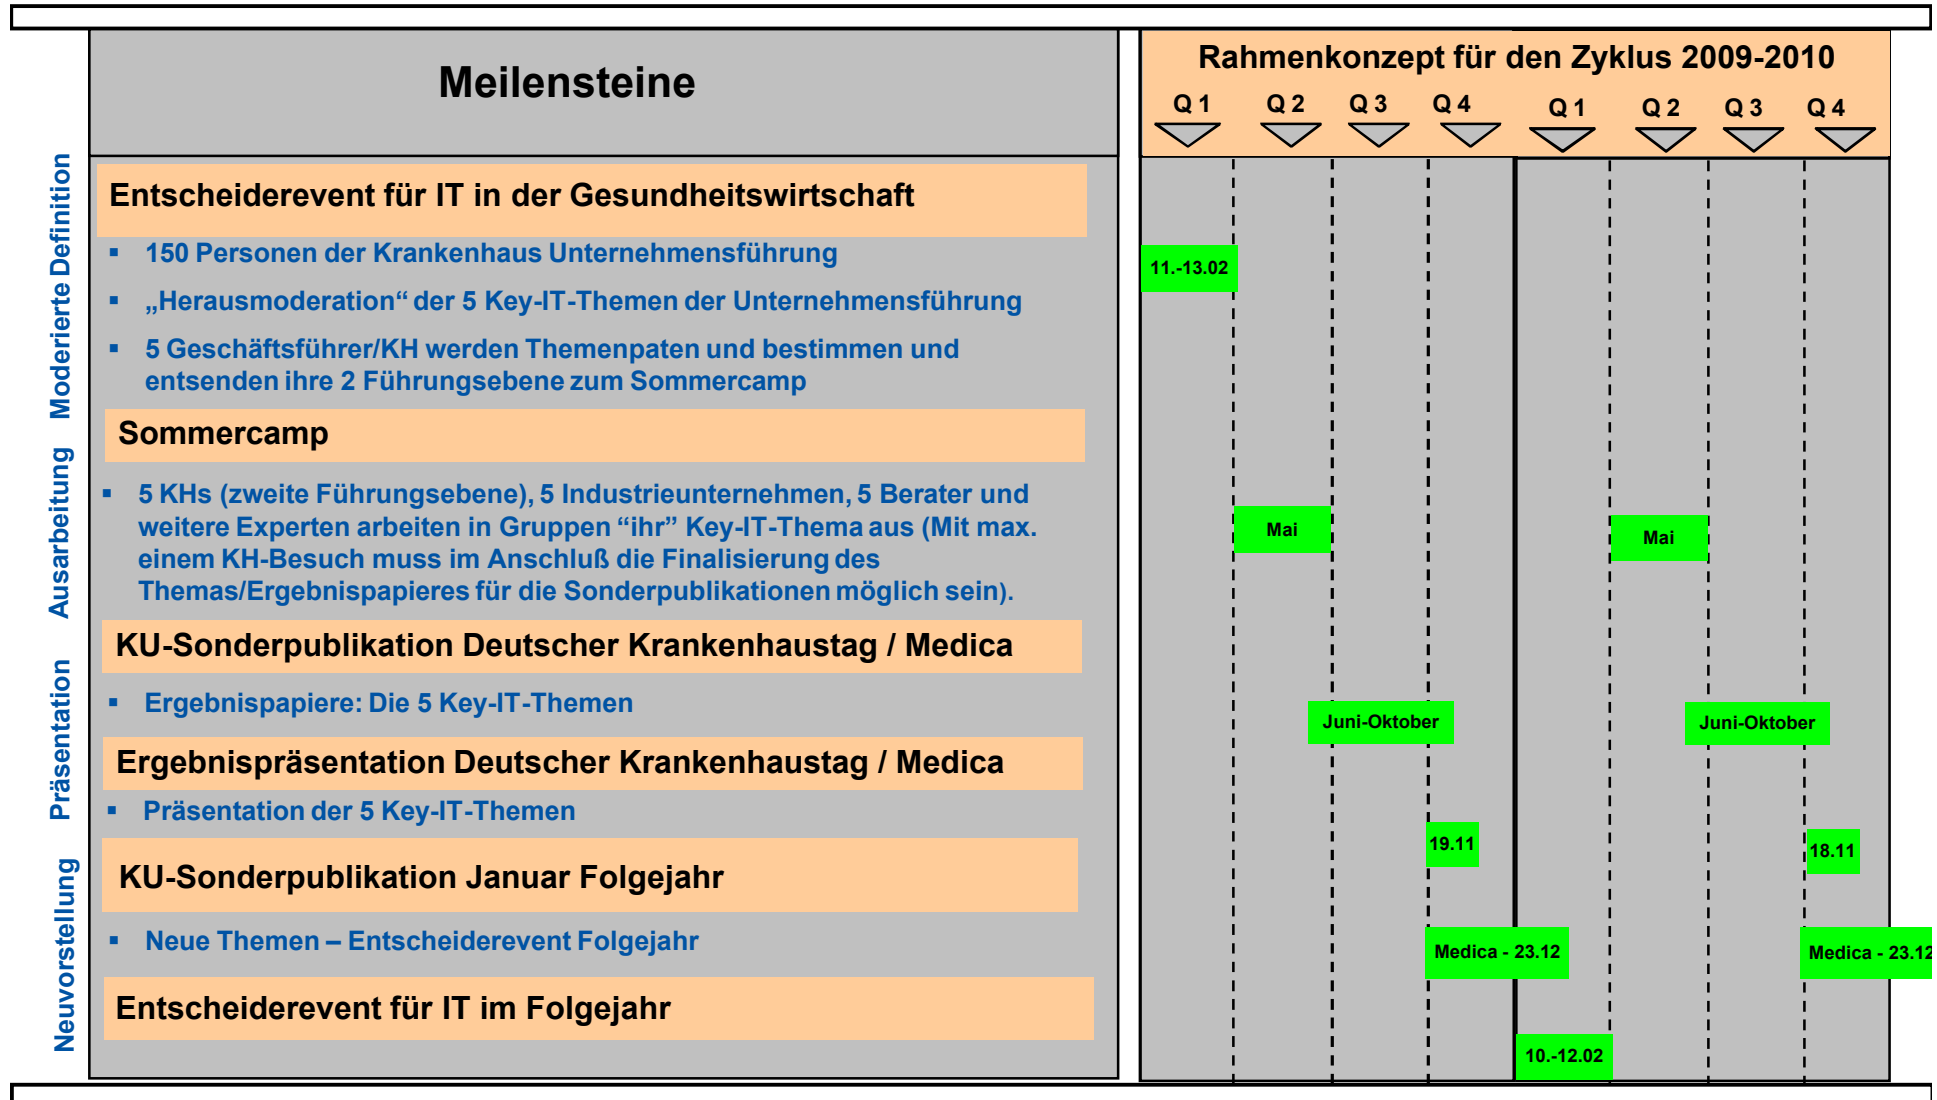 Meilensteine
Rahmenkonzept für den Zyklus 2009-2010
Q 1 Q 2 Q 3 Q 4 Q 1 Q 2 Q 3 Q 4
Moderierte Definition
Entscheiderevent für IT in der Gesundheitswirtschaft
▪ 150 Personen der Krankenhaus Unternehmensführung
11.-13.02
▪ „Herausmoderation“ der 5 Key-IT-Themen der Unternehmensführung
▪ 5 Geschäftsführer/KH werden Themenpaten und bestimmen und
entsenden ihre 2 Führungsebene zum Sommercamp
Ausarbeitung
Sommercamp
▪ 5 KHs (zweite Führungsebene), 5 Industrieunternehmen, 5 Berater und
weitere Experten arbeiten in Gruppen “ihr” Key-IT-Thema aus (Mit max.
einem KH-Besuch muss im Anschluß die Finalisierung des
Themas/Ergebnispapieres für die Sonderpublikationen möglich sein).
Mai Mai
Präsentation
KU-Sonderpublikation Deutscher Krankenhaustag / Medica
▪ Ergebnispapiere: Die 5 Key-IT-Themen
Juni-Oktober Juni-Oktober
Ergebnispräsentation Deutscher Krankenhaustag / Medica
▪ Präsentation der 5 Key-IT-Themen
19.11 18.11
Neuvorstellung
KU-Sonderpublikation Januar Folgejahr
▪ Neue Themen – Entscheiderevent Folgejahr
Medica - 23.12 Medica - 23.12
Entscheiderevent für IT im Folgejahr
10.-12.02